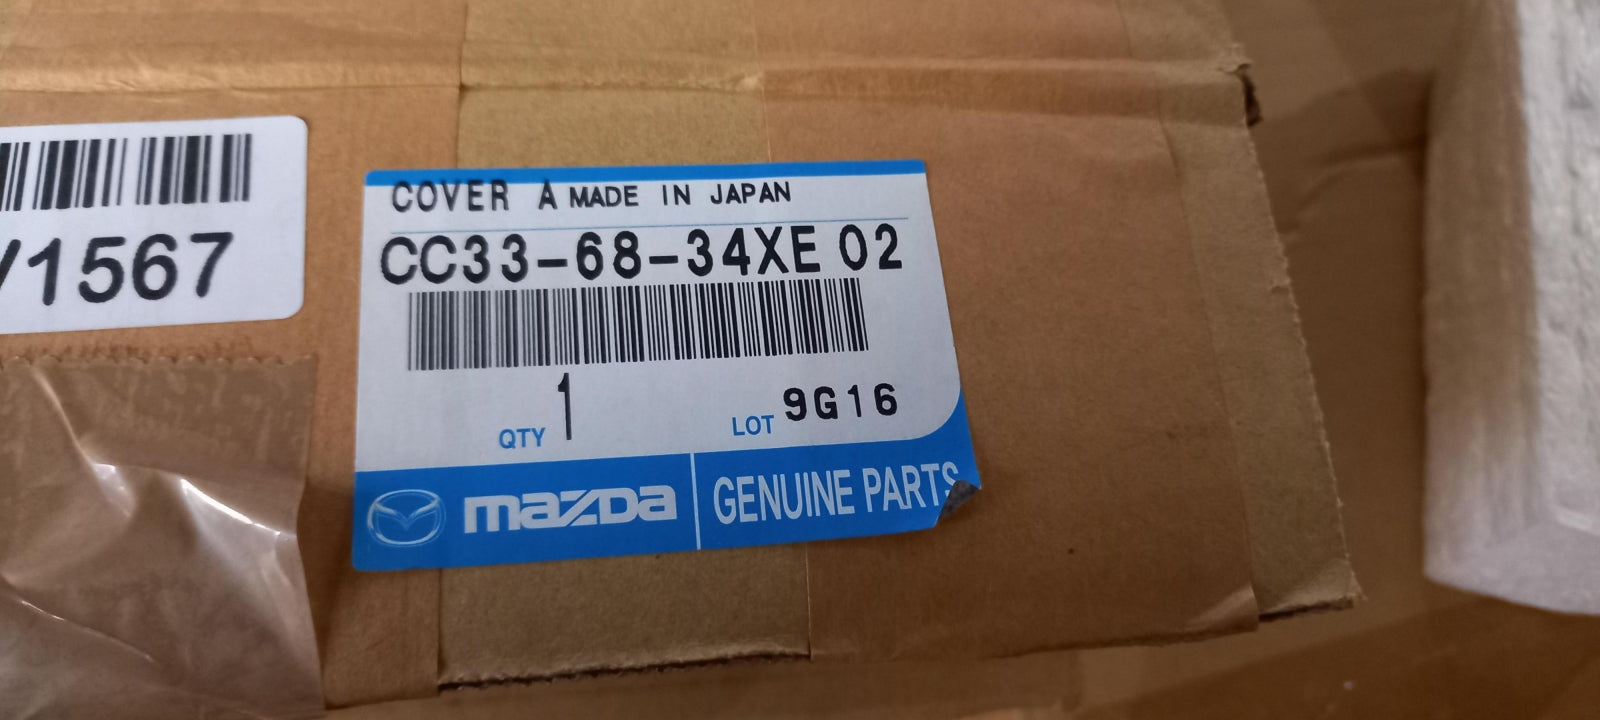 /1567
COVER A MADE IN JAPAN
CC33-68-34XE 02
QTY 1 LOT 9G16
mazda GENUINE PARTS